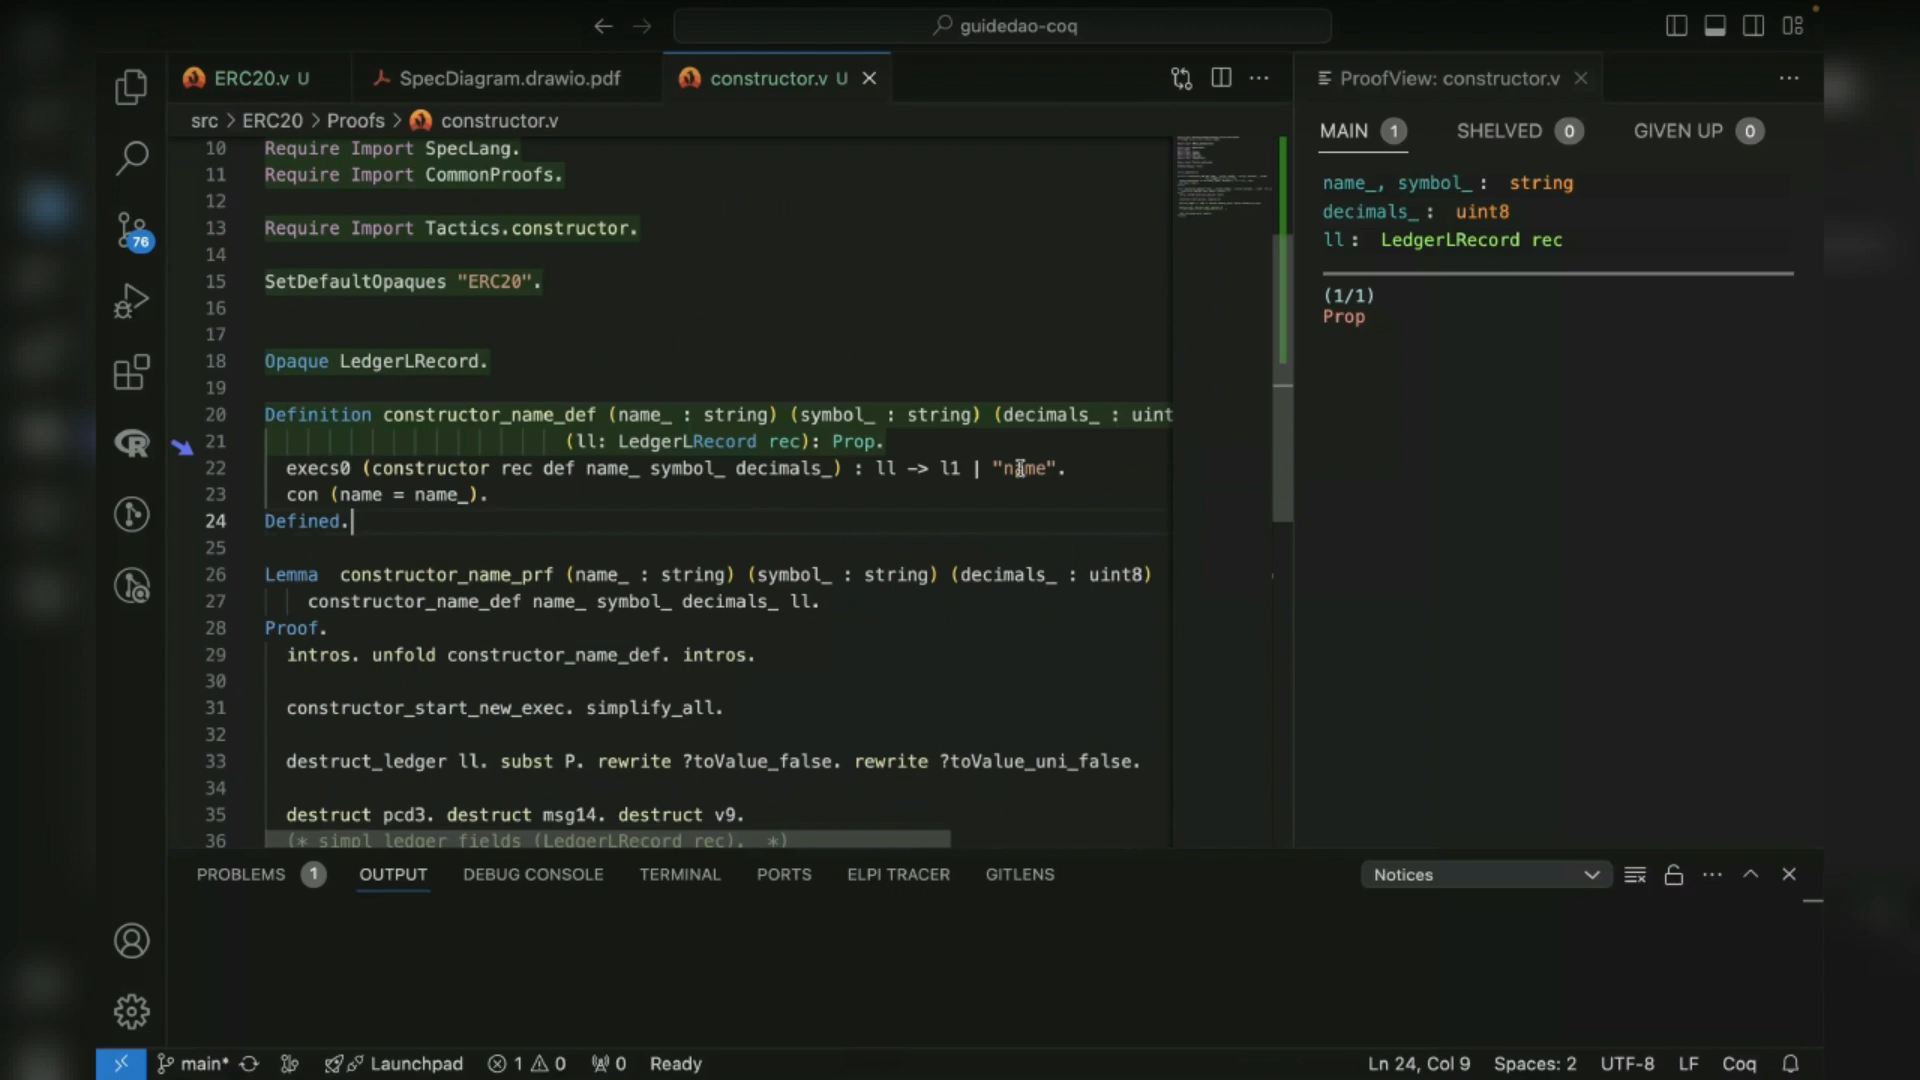 guidedao-coq
ERC20.v U
SpecDiagram.drawio.pdf
constructor.v U
ProofView: constructor.v
src > ERC20 > Proofs > constructor.v
MAIN 1 SHELVED 0 GIVEN UP 0
10 Require Import SpecLang.
11 Require Import CommonProofs.
12
13 Require Import Tactics.constructor.
14
15 SetDefaultOpaques "ERC20".
16
17
18 Opaque LedgerLRecord.
19
20 Definition constructor_name_def (name_ : string) (symbol_ : string) (decimals_ : uint
21 (ll: LedgerLRecord rec): Prop.
22 execs0 (constructor rec def name_ symbol_ decimals_) : ll -> l1 | "name".
23 con (name = name_).
24 Defined.
25
26 Lemma constructor_name_prf (name_ : string) (symbol_ : string) (decimals_ : uint8)
27 constructor_name_def name_ symbol_ decimals_ ll.
28 Proof.
29 intros. unfold constructor_name_def. intros.
30
31 constructor_start_new_exec. simplify_all.
32
33 destruct_ledger ll. subst P. rewrite ?toValue_false. rewrite ?toValue_uni_false.
34
35 destruct pcd3. destruct msg14. destruct v9.
36 (* simpl ledger fields (LedgerLRecord rec). *)
name_, symbol_ : string
decimals_ : uint8
ll : LedgerLRecord rec
(1/1)
Prop
76
PROBLEMS 1 OUTPUT DEBUG CONSOLE TERMINAL PORTS ELPI TRACER GITLENS
Notices
main* Launchpad 1 0 0 Ready
Ln 24, Col 9 Spaces: 2 UTF-8 LF Coq